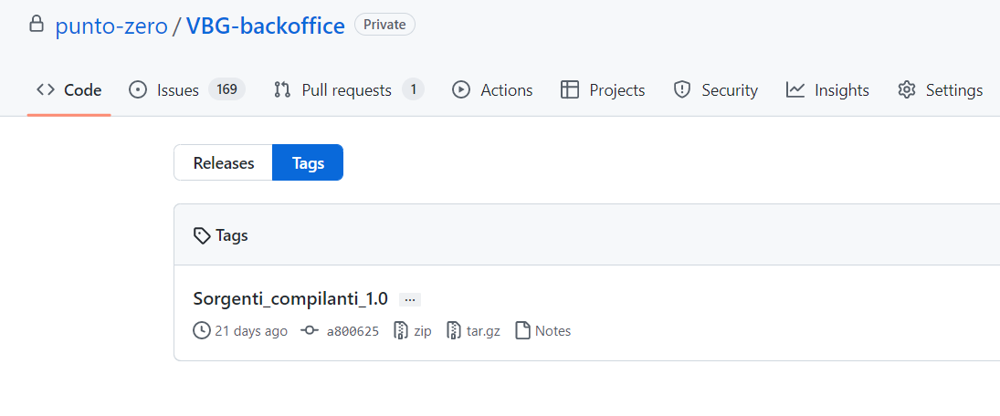 punto-zero / VBG-backoffice Private
Code Issues 169 Pull requests 1 Actions Projects Security Insights Settings
Releases Tags
Tags
Sorgenti_compilanti_1.0 ...
21 days ago a800625 zip tar.gz Notes